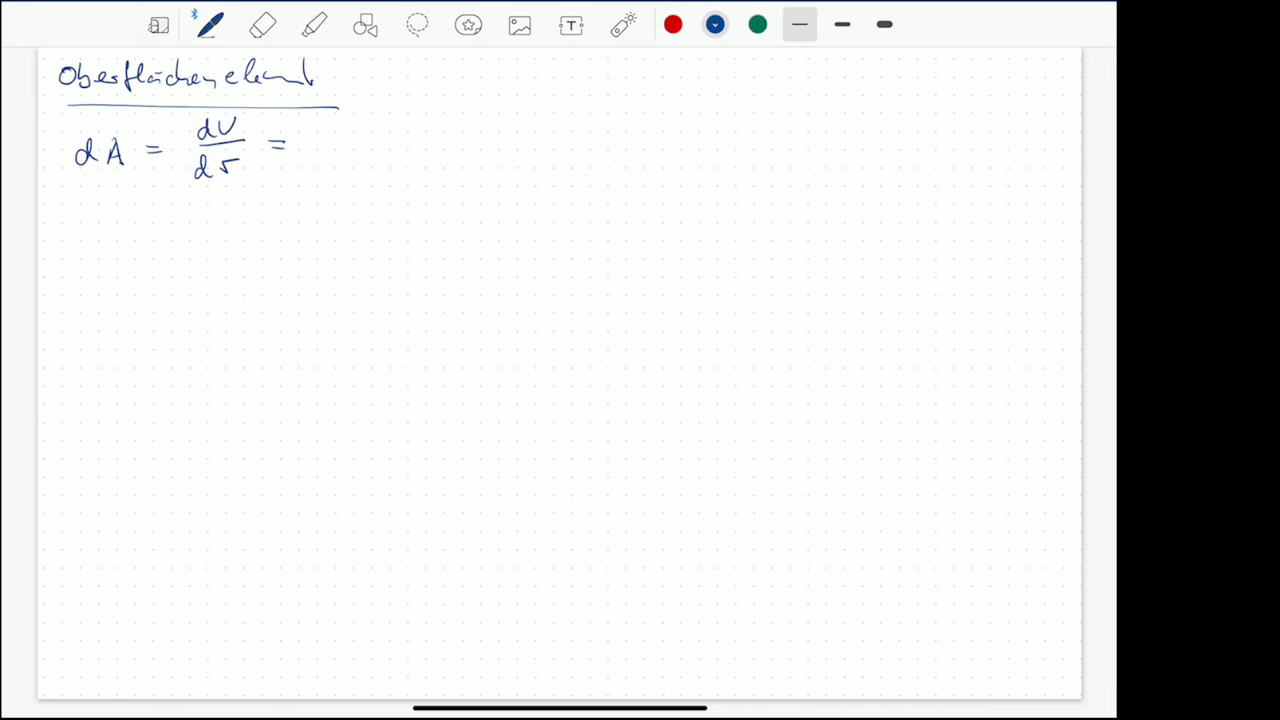 Oberflächenelement
dA = dV / dr =